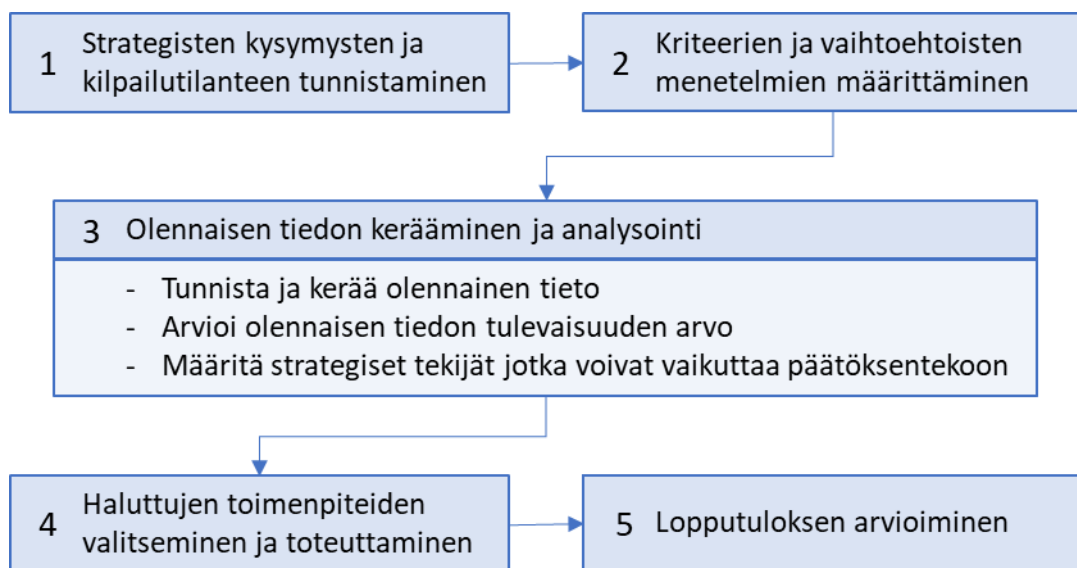 1 Strategisten kysymysten ja
kilpailutilanteen tunnistaminen
2 Kriteerien ja vaihtoehtoisten
menetelmien määrittäminen
3 Olennaisen tiedon kerääminen ja analysointi
- Tunnista ja kerää olennainen tieto
- Arvioi olennaisen tiedon tulevaisuuden arvo
- Määritä strategiset tekijät jotka voivat vaikuttaa päätöksentekoon
4 Haluttujen toimenpiteiden
valitseminen ja toteuttaminen
5 Lopputuloksen arvioiminen